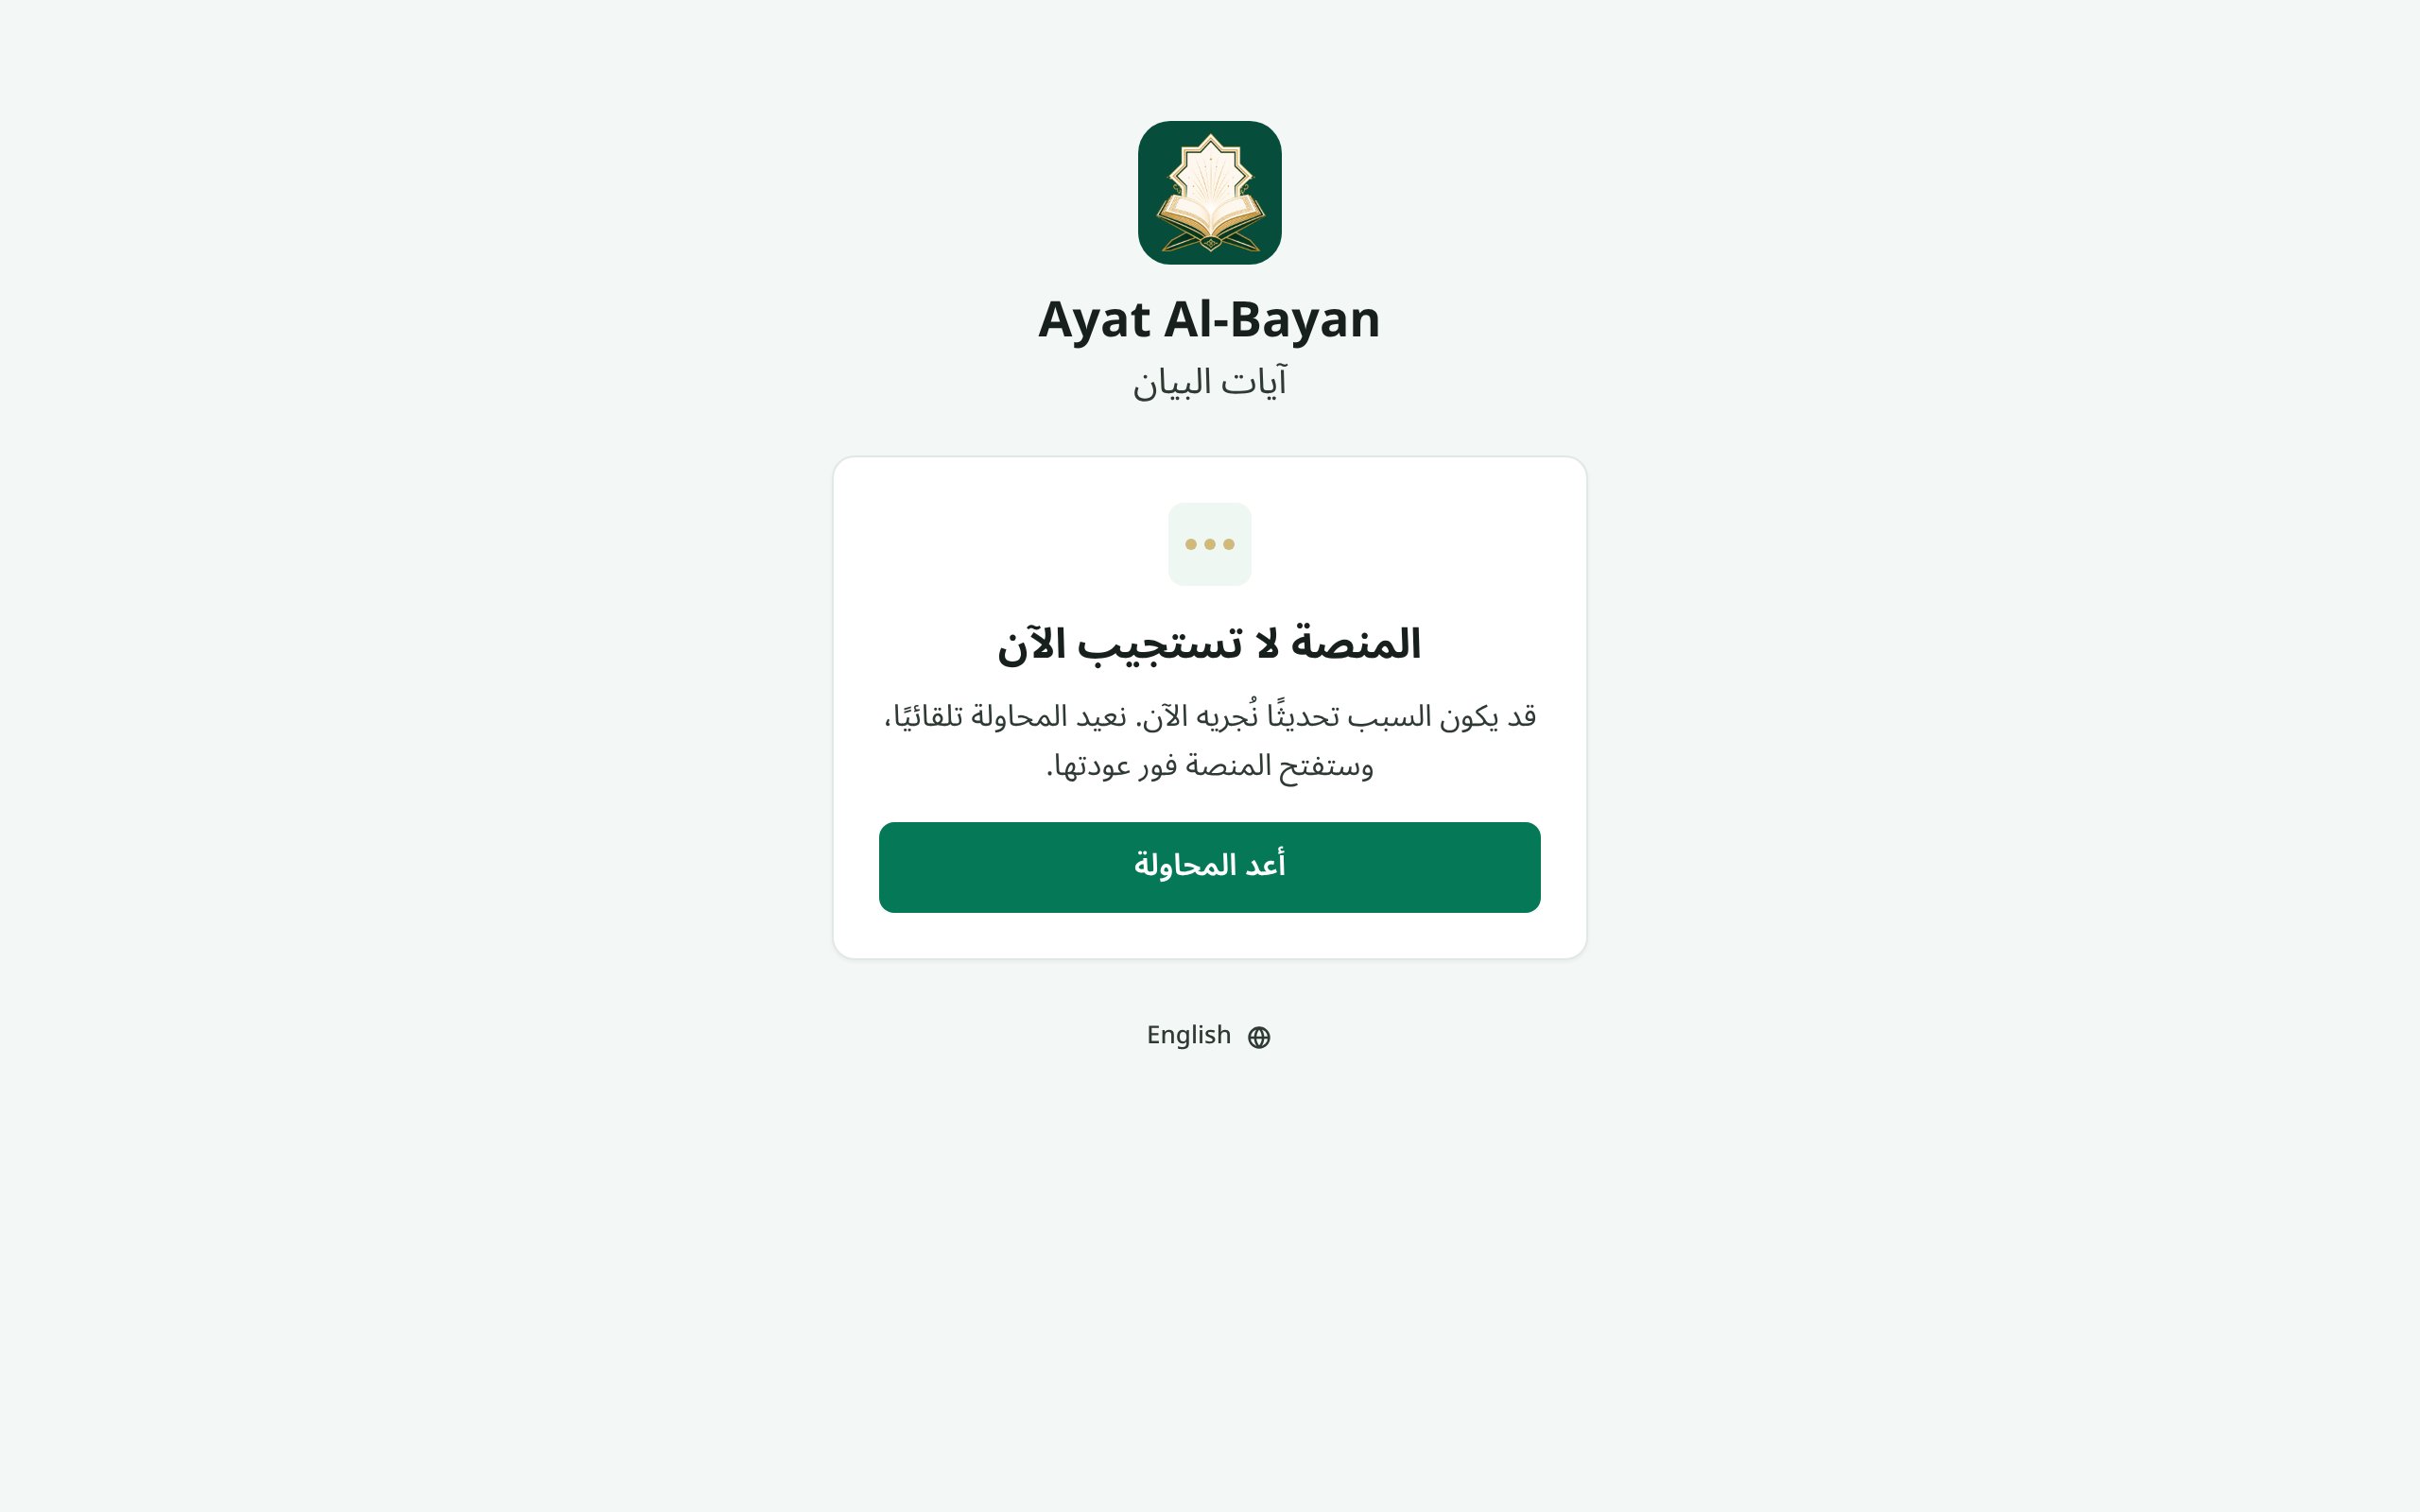 Ayat Al-Bayan
آيات البيان
المنصة لا تستجيب الآن
قد يكون السبب تحديثًا نُجريه الآن. نعيد المحاولة تلقائيًا،
وستفتح المنصة فور عودتها.
أعد المحاولة
English